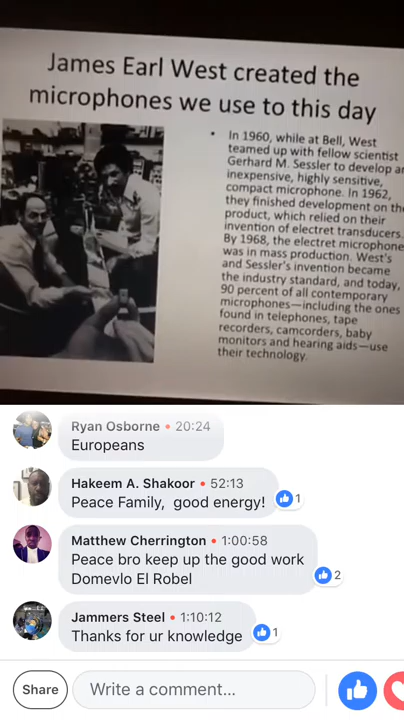 James Earl West created the
microphones we use to this day
• In 1960, while at Bell, West
teamed up with fellow scientist
Gerhard M. Sessler to develop an
inexpensive, highly sensitive,
compact microphone. In 1962,
they finished development on the
product, which relied on their
invention of electret transducers.
By 1968, the electret microphone
was in mass production. West's
and Sessler's invention became
the industry standard, and today,
90 percent of all contemporary
microphones—including the ones
found in telephones, tape
recorders, camcorders, baby
monitors and hearing aids—use
their technology.
Ryan Osborne • 20:24
Europeans
Hakeem A. Shakoor • 52:13
Peace Family, good energy!
1
Matthew Cherrington • 1:00:58
Peace bro keep up the good work
Domevlo El Robel
2
Jammers Steel • 1:10:12
Thanks for ur knowledge
1
Share
Write a comment...